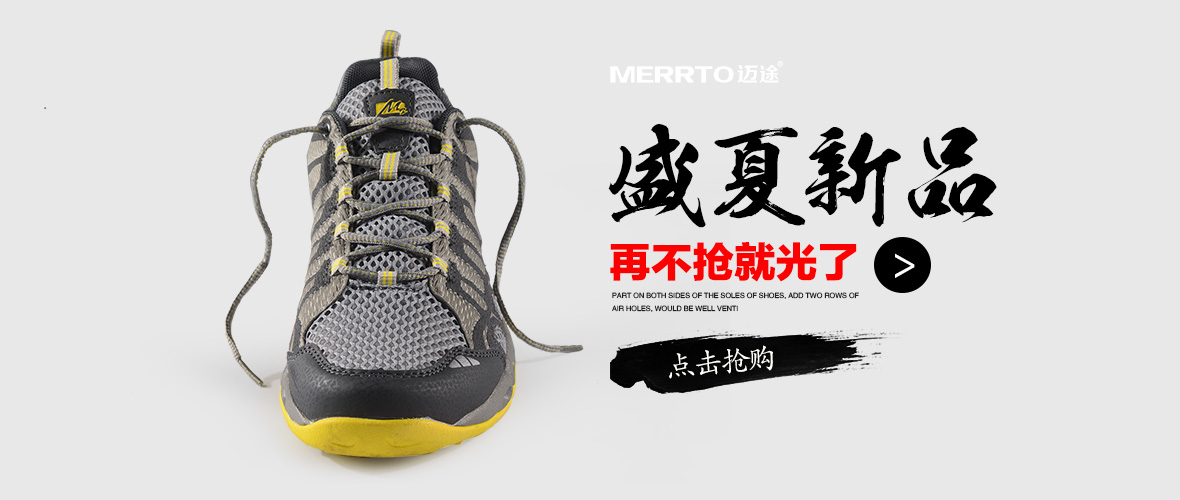 MERRTO迈途®
盛夏新品
再不抢就光了
>
PART ON BOTH SIDES OF THE SOLES OF SHOES, ADD TWO ROWS OF
AIR HOLES, WOULD BE WELL VENTI
点击抢购